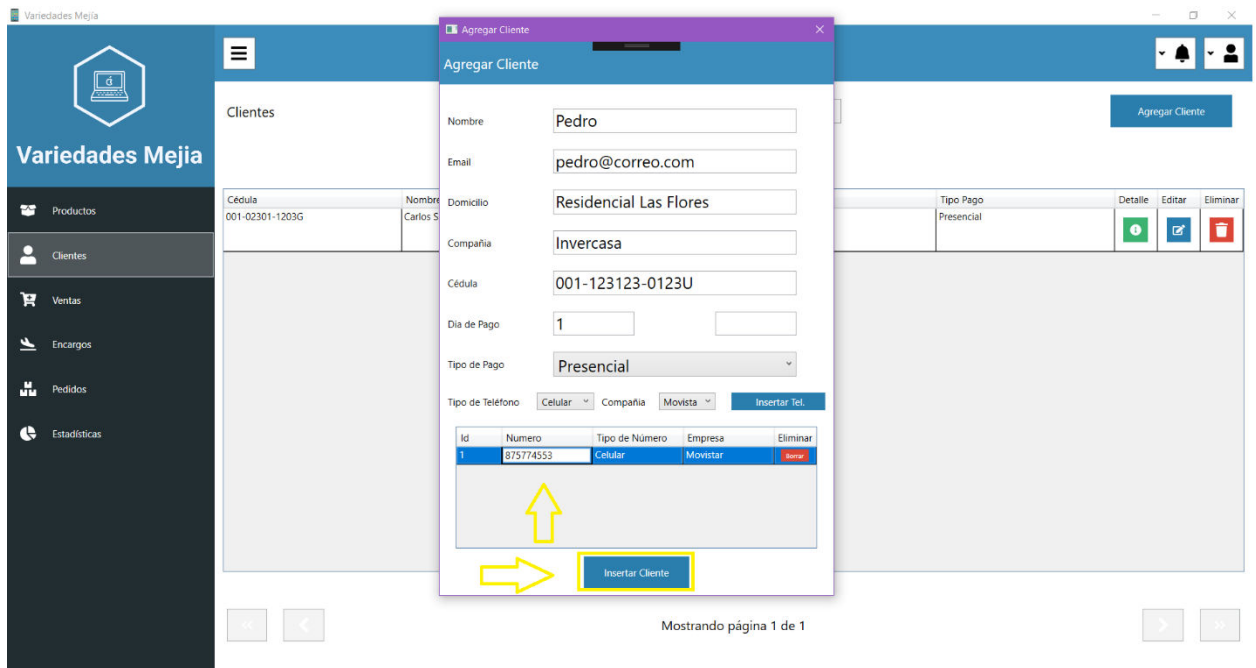 Variedades Mejía
Variedades Mejia
Productos
Clientes
Ventas
Encargos
Pedidos
Estadísticas
Clientes
Agregar Cliente
Cédula Nombre Tipo Pago Detalle Editar Eliminar
001-02301-1203G Carlos S Presencial
Agregar Cliente
Agregar Cliente
Nombre Pedro
Email pedro@correo.com
Domicilio Residencial Las Flores
Compañia Invercasa
Cédula 001-123123-0123U
Dia de Pago 1
Tipo de Pago Presencial
Tipo de Teléfono Celular Compañia Movista Insertar Tel.
Id Numero Tipo de Número Empresa Eliminar
1 875774553 Celular Movistar Borrar
Insertar Cliente
Mostrando página 1 de 1